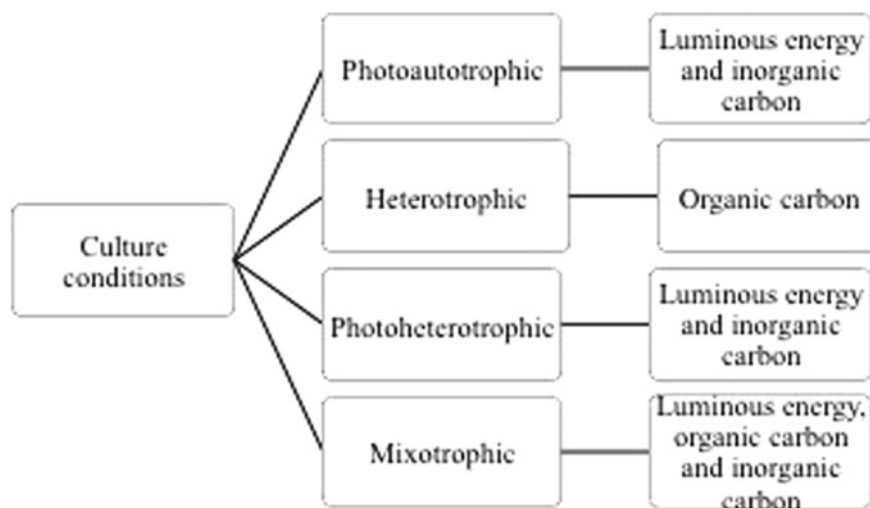 Culture
conditions
Photoautotrophic
Luminous energy
and inorganic
carbon
Heterotrophic
Organic carbon
Photoheterotrophic
Luminous energy
and inorganic
carbon
Mixotrophic
Luminous energy,
organic carbon
and inorganic
carbon